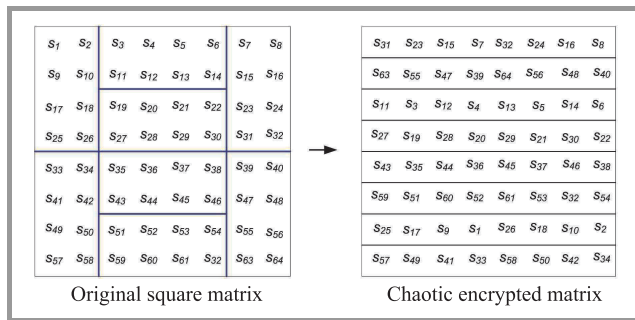 S1 S2 S3 S4 S5 S6 S7 S8
S9 S10 S11 S12 S13 S14 S15 S16
S17 S18 S19 S20 S21 S22 S23 S24
S25 S26 S27 S28 S29 S30 S31 S32
S33 S34 S35 S36 S37 S38 S39 S40
S41 S42 S43 S44 S45 S46 S47 S48
S49 S50 S51 S52 S53 S54 S55 S56
S57 S58 S59 S60 S61 S32 S63 S64
Original square matrix
S31 S23 S15 S7 S32 S24 S16 S8
S63 S55 S47 S39 S64 S56 S48 S40
S11 S3 S12 S4 S13 S5 S14 S6
S27 S19 S28 S20 S29 S21 S30 S22
S43 S35 S44 S36 S45 S37 S46 S38
S59 S51 S60 S52 S61 S53 S32 S54
S25 S17 S9 S1 S26 S18 S10 S2
S57 S49 S41 S33 S58 S50 S42 S34
Chaotic encrypted matrix